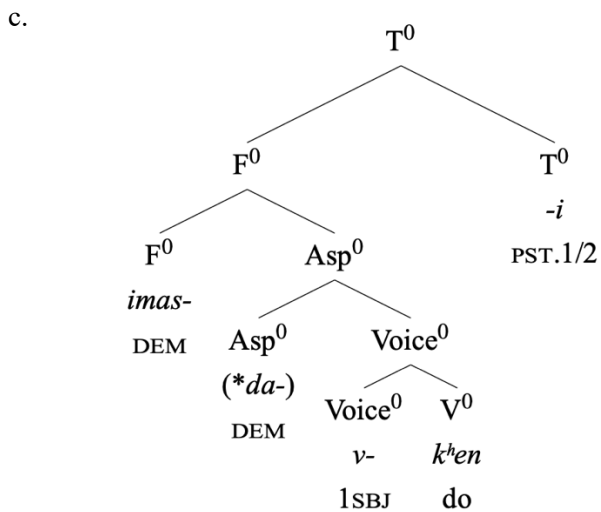 c.
T⁰
F⁰ T⁰
-i
F⁰ Asp⁰ PST.1/2
imas-
DEM Asp⁰ Voice⁰
(*da-)
DEM Voice⁰ V⁰
v- kʰen
1SBJ do